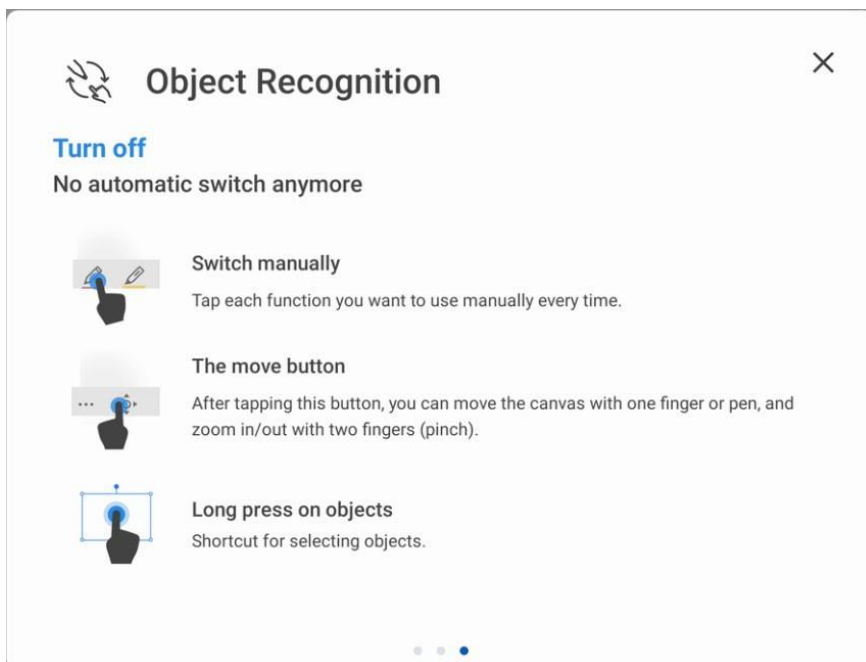 Object Recognition
Turn off
No automatic switch anymore
Switch manually
Tap each function you want to use manually every time.
The move button
After tapping this button, you can move the canvas with one finger or pen, and
zoom in/out with two fingers (pinch).
Long press on objects
Shortcut for selecting objects.